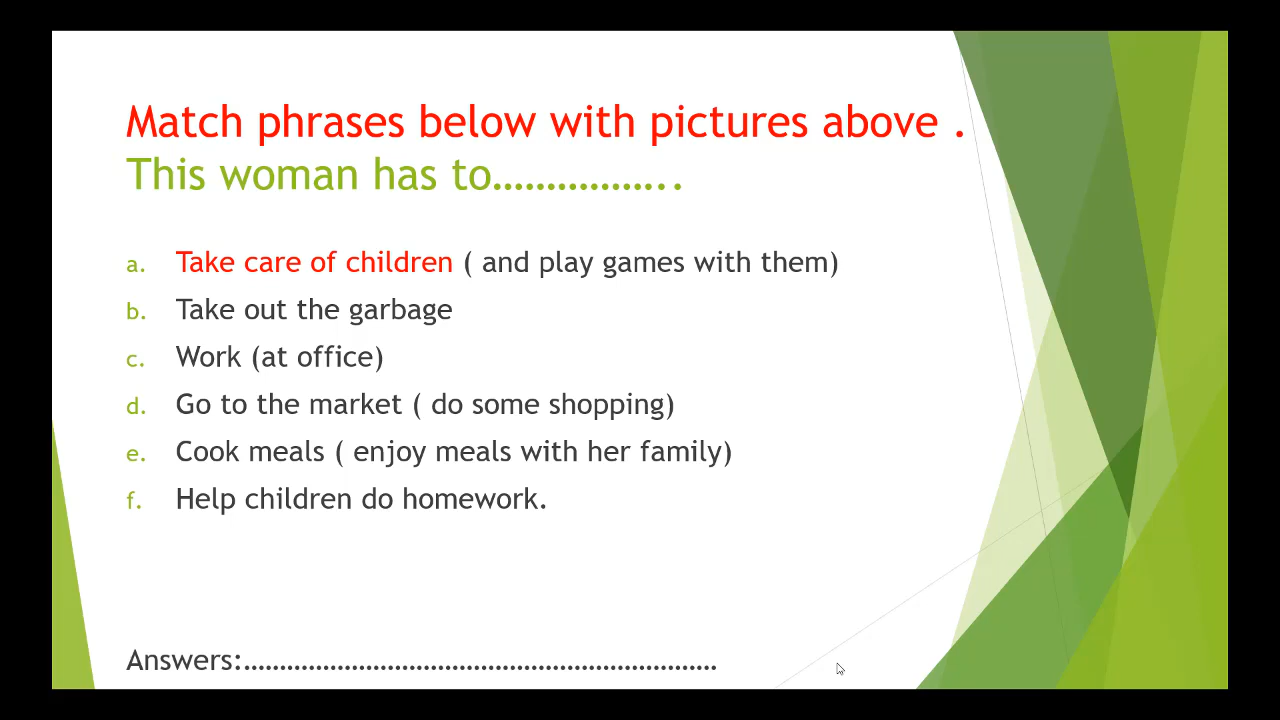 Match phrases below with pictures above .
This woman has to……………..
a. Take care of children ( and play games with them)
b. Take out the garbage
c. Work (at office)
d. Go to the market ( do some shopping)
e. Cook meals ( enjoy meals with her family)
f. Help children do homework.
Answers:…………………………………………………………